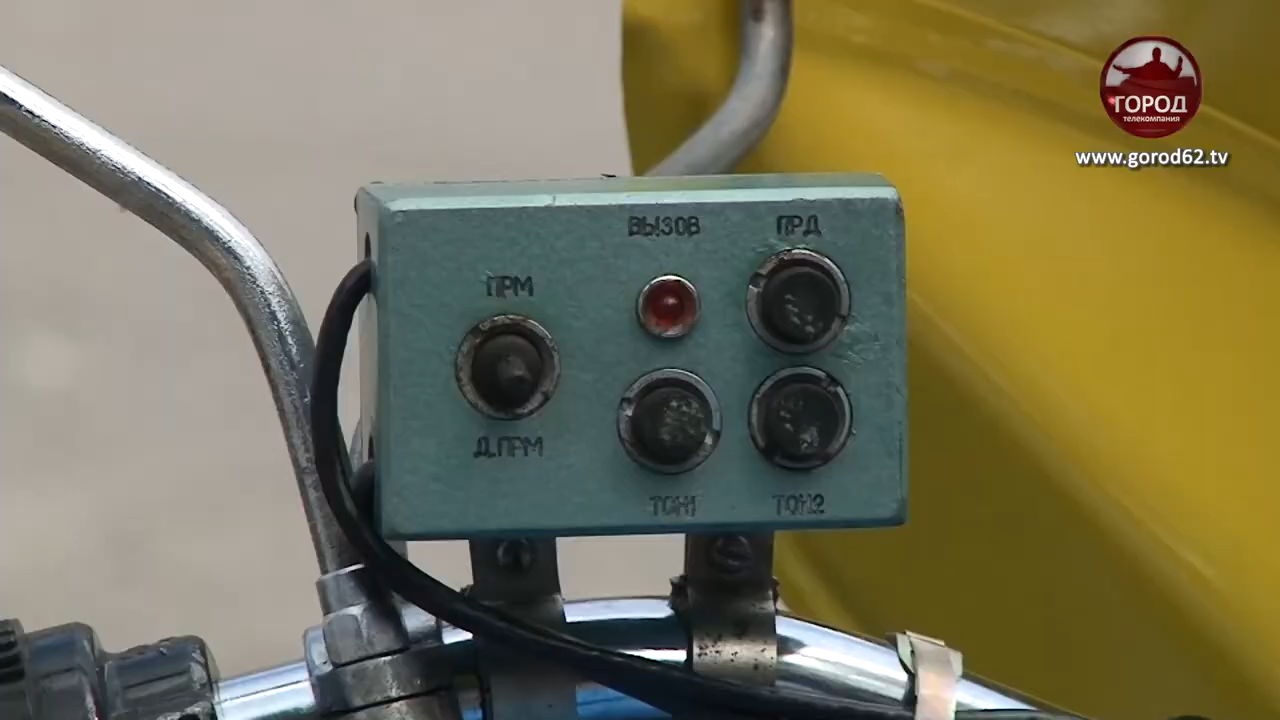 ГОРОД
телекомпания
www.gorod62.tv
ВЫЗОВ
ПРД
ПРМ
Д.ПРМ
ТОН1
ТОН2